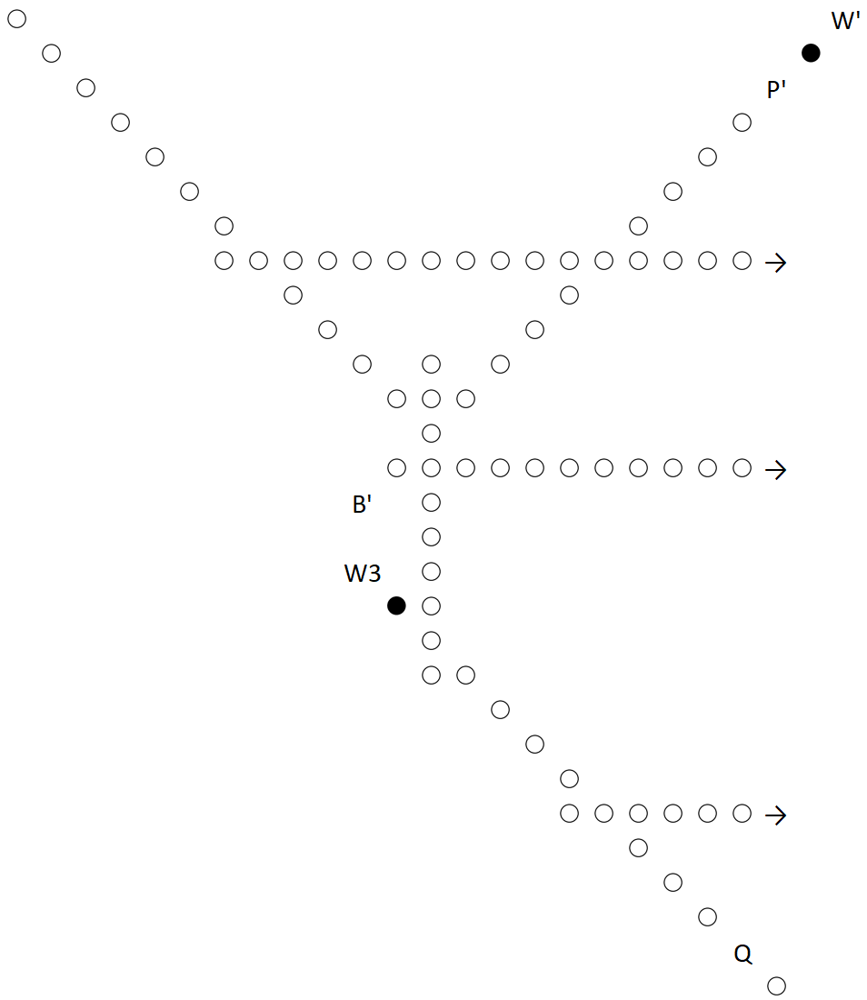 W'
P'
→
→
B'
W3
→
Q